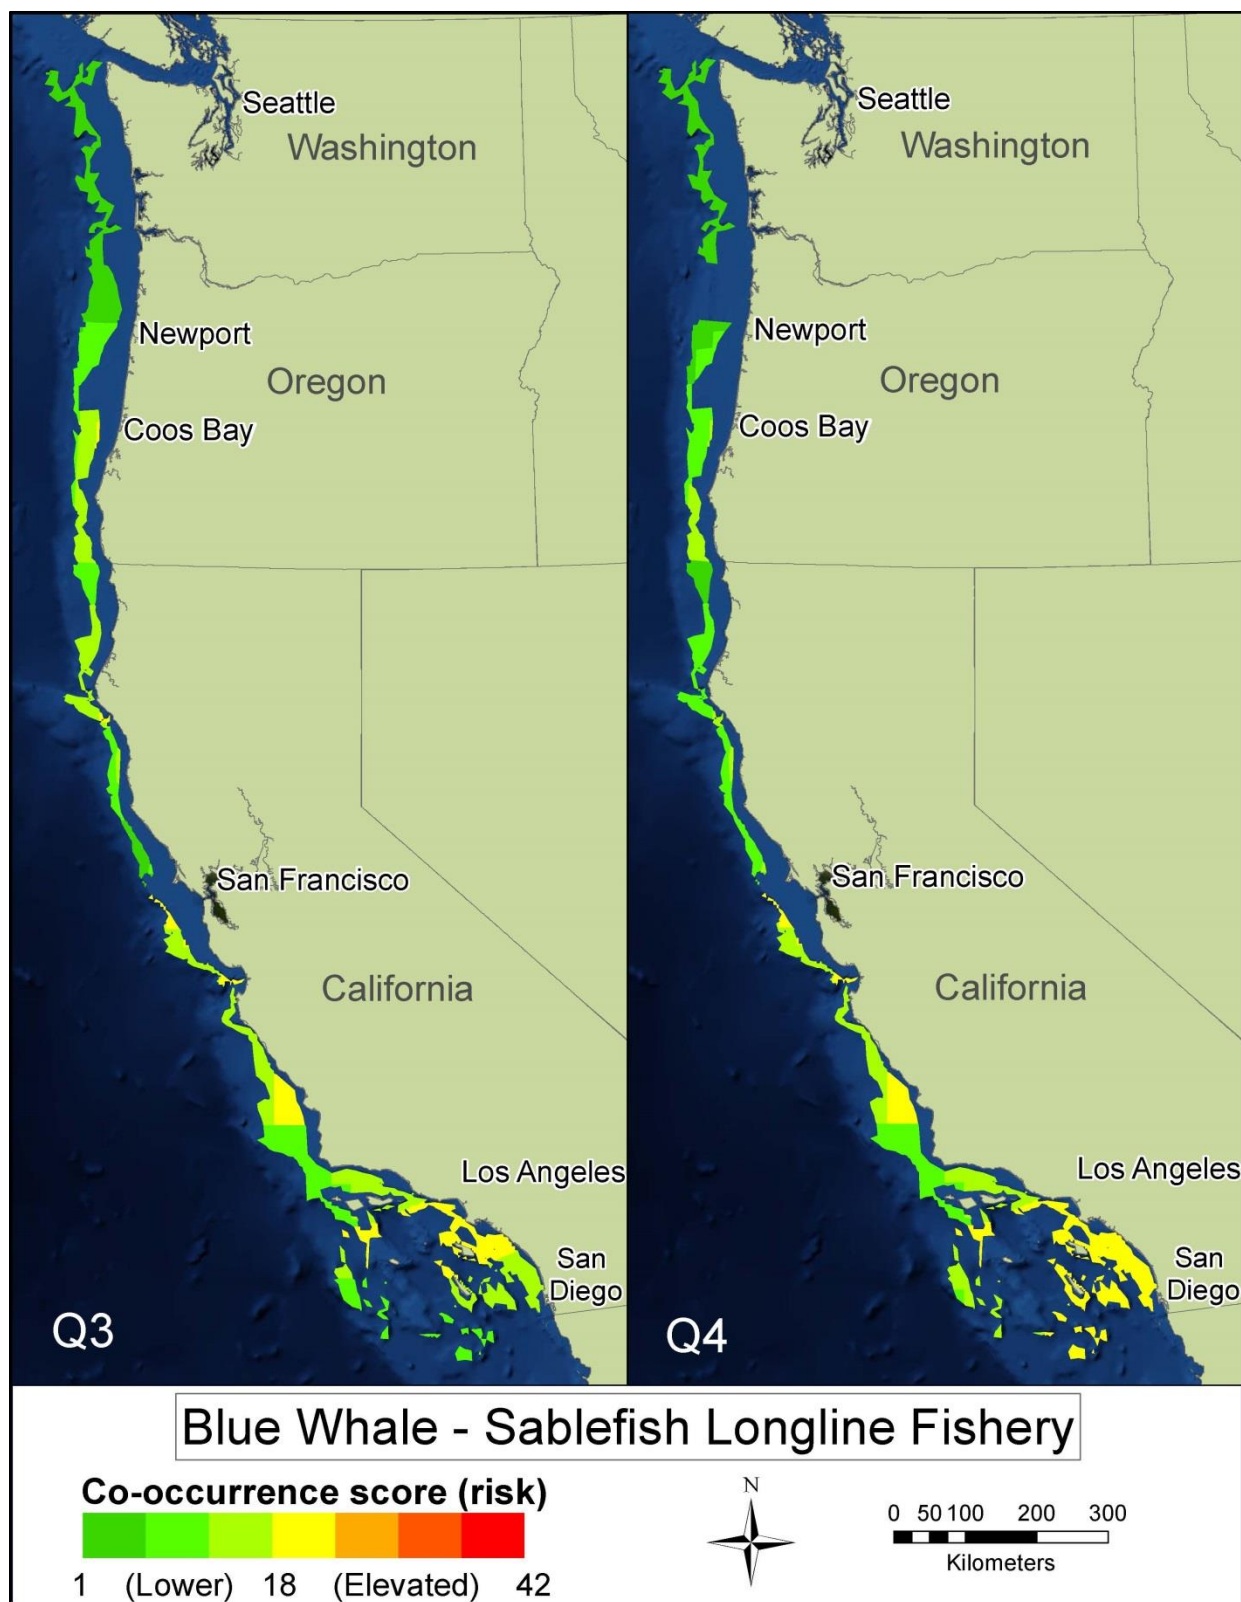 Seattle
Washington
Newport
Oregon
Coos Bay
San Francisco
California
Los Angeles
San
Diego
Q3
Seattle
Washington
Newport
Oregon
Coos Bay
San Francisco
California
Los Angeles
San
Diego
Q4
Blue Whale - Sablefish Longline Fishery
Co-occurrence score (risk)
1 (Lower) 18 (Elevated) 42
N
0 50 100 200 300
Kilometers